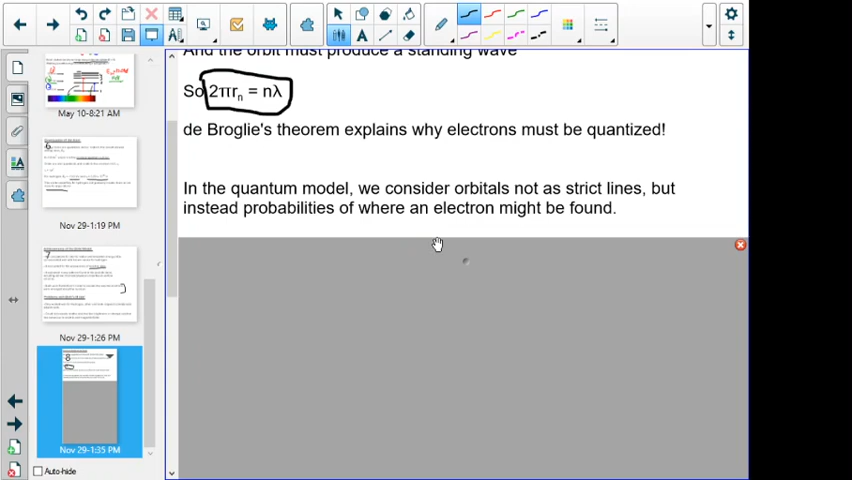 And the orbit must produce a standing wave
So 2πrₙ = nλ
de Broglie's theorem explains why electrons must be quantized!
In the quantum model, we consider orbitals not as strict lines, but
instead probabilities of where an electron might be found.
May 10-8:21 AM
Nov 29-1:19 PM
Nov 29-1:26 PM
Nov 29-1:35 PM
Auto-hide